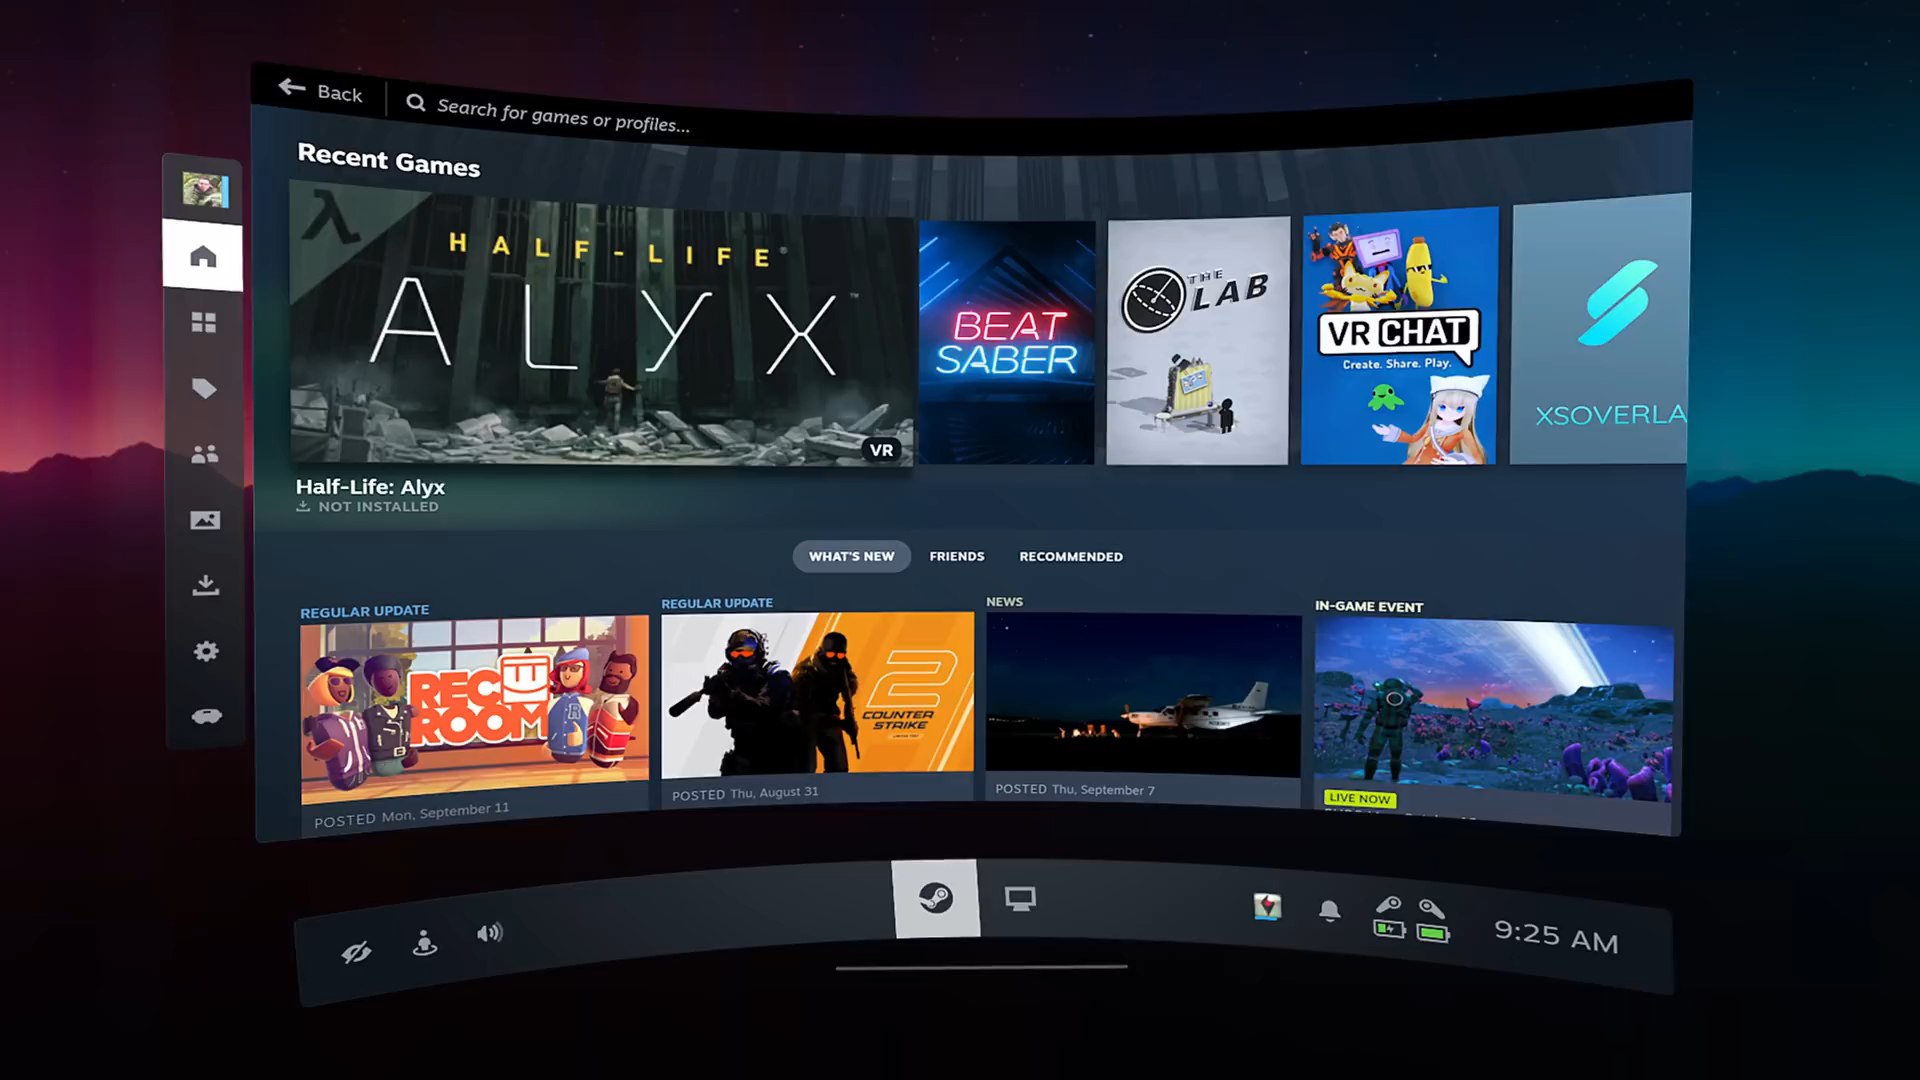 Back
Search for games or profiles...
Recent Games
HALF-LIFE®
ALYX™
VR
BEAT
SABER
THE
LAB
VRCHAT
Create. Share. Play.
XSOVERLA
Half-Life: Alyx
NOT INSTALLED
WHAT'S NEW
FRIENDS
RECOMMENDED
REGULAR UPDATE
REGULAR UPDATE
NEWS
IN-GAME EVENT
REC
ROOM
R
2
COUNTER
STRIKE
POSTED Mon, September 11
POSTED Thu, August 31
POSTED Thu, September 7
LIVE NOW
9:25 AM